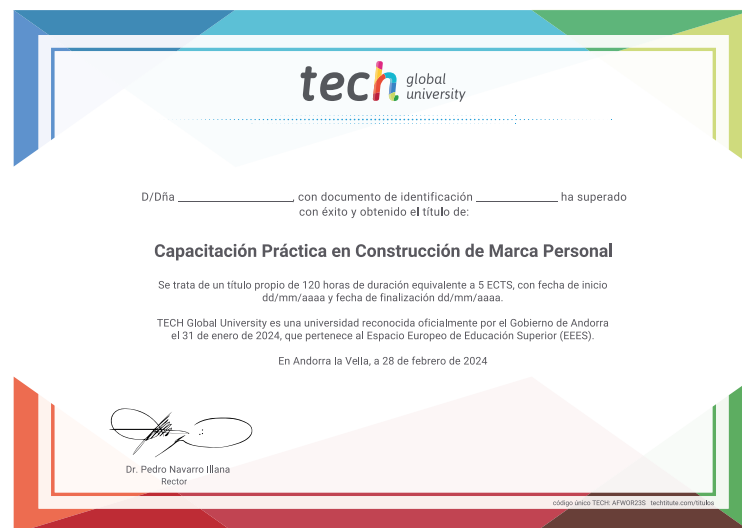 tech global university
D/Dña ____________________, con documento de identificación ______________ ha superado
con éxito y obtenido el título de:
Capacitación Práctica en Construcción de Marca Personal
Se trata de un título propio de 120 horas de duración equivalente a 5 ECTS, con fecha de inicio
dd/mm/aaaa y fecha de finalización dd/mm/aaaa.
TECH Global University es una universidad reconocida oficialmente por el Gobierno de Andorra
el 31 de enero de 2024, que pertenece al Espacio Europeo de Educación Superior (EEES).
En Andorra la Vella, a 28 de febrero de 2024
Dr. Pedro Navarro Illana
Rector
código único TECH: AFWOR23S techtitute.com/titulos